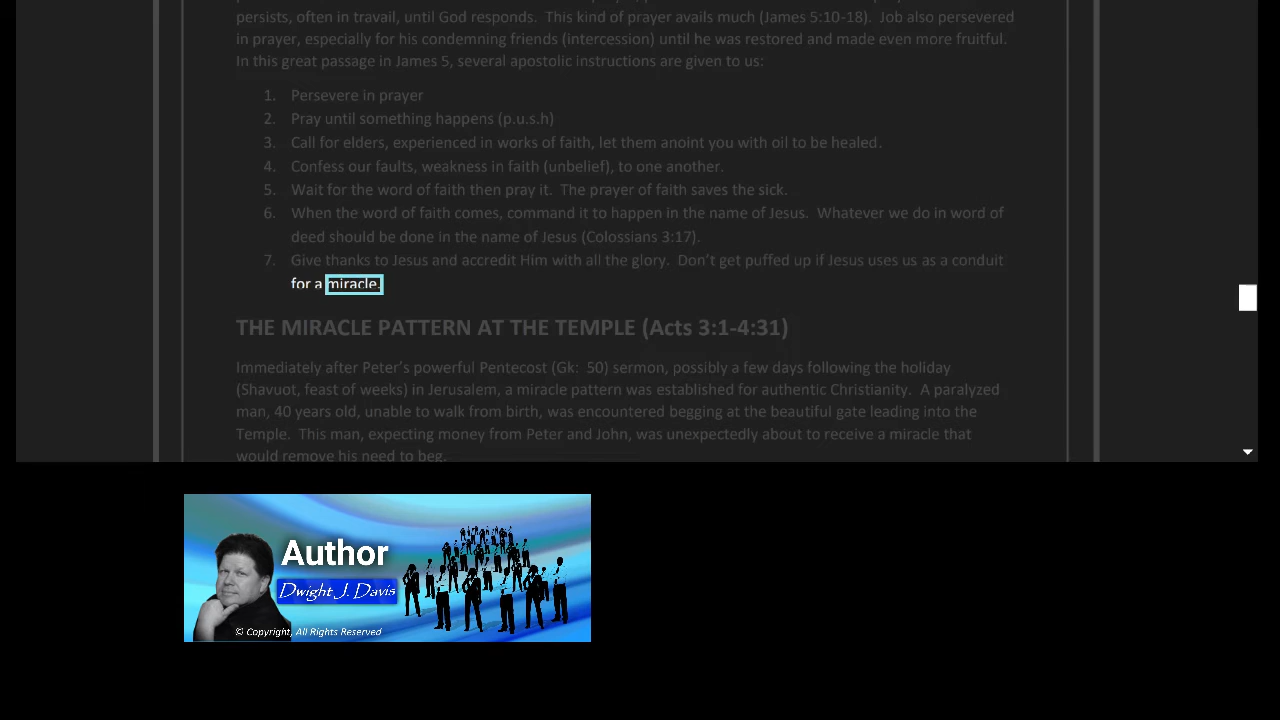 persists, often in travail, until God responds.  This kind of prayer avails much (James 5:10-18).  Job also persevered
in prayer, especially for his condemning friends (intercession) until he was restored and made even more fruitful.
In this great passage in James 5, several apostolic instructions are given to us:
1. Persevere in prayer
2. Pray until something happens (p.u.s.h)
3. Call for elders, experienced in works of faith, let them anoint you with oil to be healed.
4. Confess our faults, weakness in faith (unbelief), to one another.
5. Wait for the word of faith then pray it.  The prayer of faith saves the sick.
6. When the word of faith comes, command it to happen in the name of Jesus.  Whatever we do in word of
deed should be done in the name of Jesus (Colossians 3:17).
7. Give thanks to Jesus and accredit Him with all the glory.  Don't get puffed up if Jesus uses us as a conduit
for a miracle.
THE MIRACLE PATTERN AT THE TEMPLE (Acts 3:1-4:31)
Immediately after Peter's powerful Pentecost (Gk:  50) sermon, possibly a few days following the holiday
(Shavuot, feast of weeks) in Jerusalem, a miracle pattern was established for authentic Christianity.  A paralyzed
man, 40 years old, unable to walk from birth, was encountered begging at the beautiful gate leading into the
Temple.  This man, expecting money from Peter and John, was unexpectedly about to receive a miracle that
would remove his need to beg.
Author
Dwight J. Davis
© Copyright, All Rights Reserved